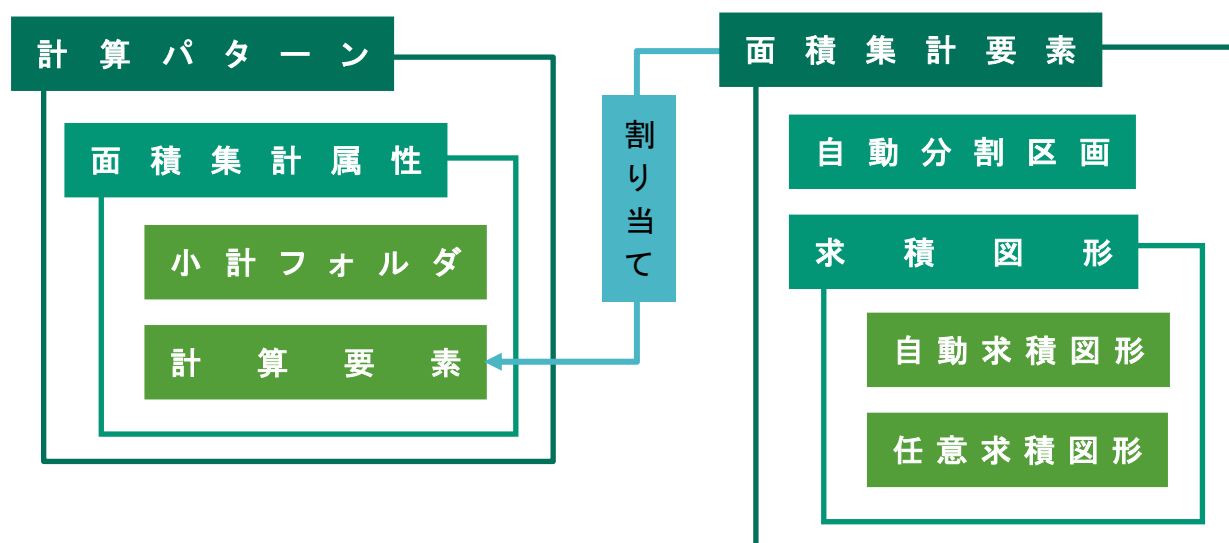 計算パターン
面積集計属性
小計フォルダ
計算要素
割り当て
面積集計要素
自動分割区画
求積図形
自動求積図形
任意求積図形